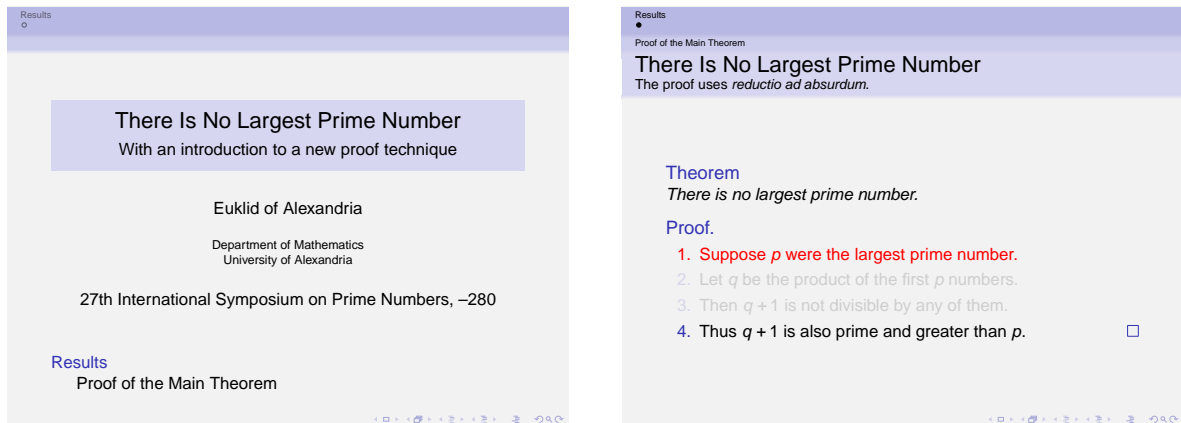 Results
There Is No Largest Prime Number
With an introduction to a new proof technique
Euklid of Alexandria
Department of Mathematics
University of Alexandria
27th International Symposium on Prime Numbers, –280
Results
Proof of the Main Theorem
Results
Proof of the Main Theorem
There Is No Largest Prime Number
The proof uses reductio ad absurdum.
Theorem
There is no largest prime number.
Proof.
1. Suppose p were the largest prime number.
2. Let q be the product of the first p numbers.
3. Then q + 1 is not divisible by any of them.
4. Thus q + 1 is also prime and greater than p.